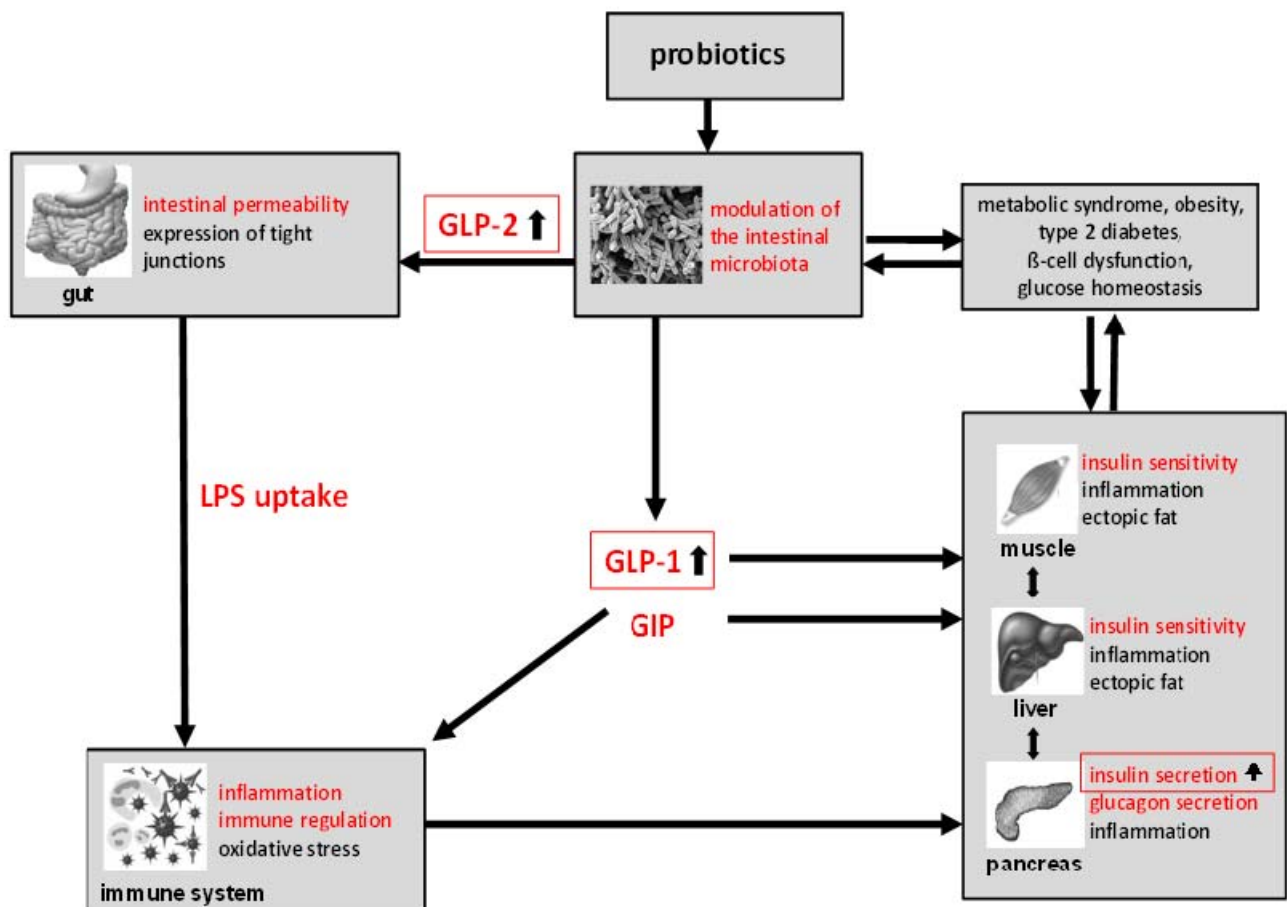 probiotics
intestinal permeability
expression of tight
junctions
gut
GLP-2
modulation of
the intestinal
microbiota
metabolic syndrome, obesity,
type 2 diabetes,
ß-cell dysfunction,
glucose homeostasis
LPS uptake
GLP-1
GIP
insulin sensitivity
inflammation
ectopic fat
muscle
insulin sensitivity
inflammation
ectopic fat
liver
insulin secretion
glucagon secretion
inflammation
pancreas
inflammation
immune regulation
oxidative stress
immune system